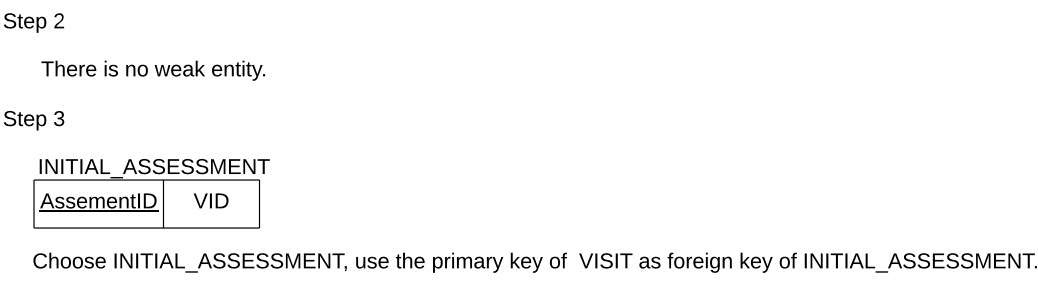 Step 2
There is no weak entity.
Step 3
INITIAL_ASSESSMENT
AssementID VID
Choose INITIAL_ASSESSMENT, use the primary key of VISIT as foreign key of INITIAL_ASSESSMENT.